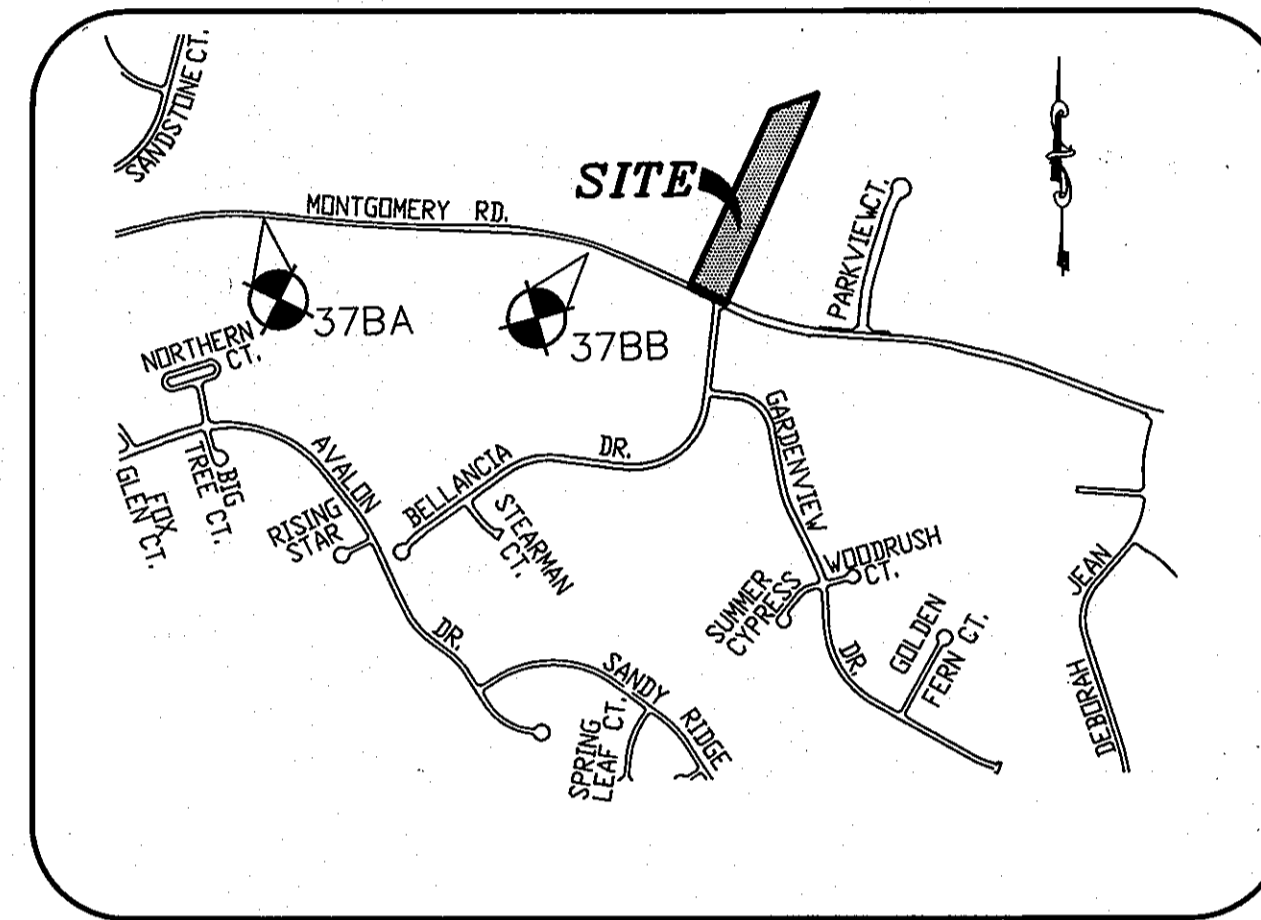 SANDSTONE CT.
SITE
MONTGOMERY RD.
PARKVIEW CT.
37BA
37BB
NORTHERN
CT.
BIG
TREE CT.
FOX
GLEN CT.
AVALON
DR.
RISING
STAR
BELLANCIA
DR.
STEARMAN
CT.
GARDENVIEW
DR.
WOODRUSH
CT.
SUMMER
CYPRESS
GOLDEN
FERN CT.
SANDY RIDGE
SPRING
LEAF CT.
DEBORAH JEAN